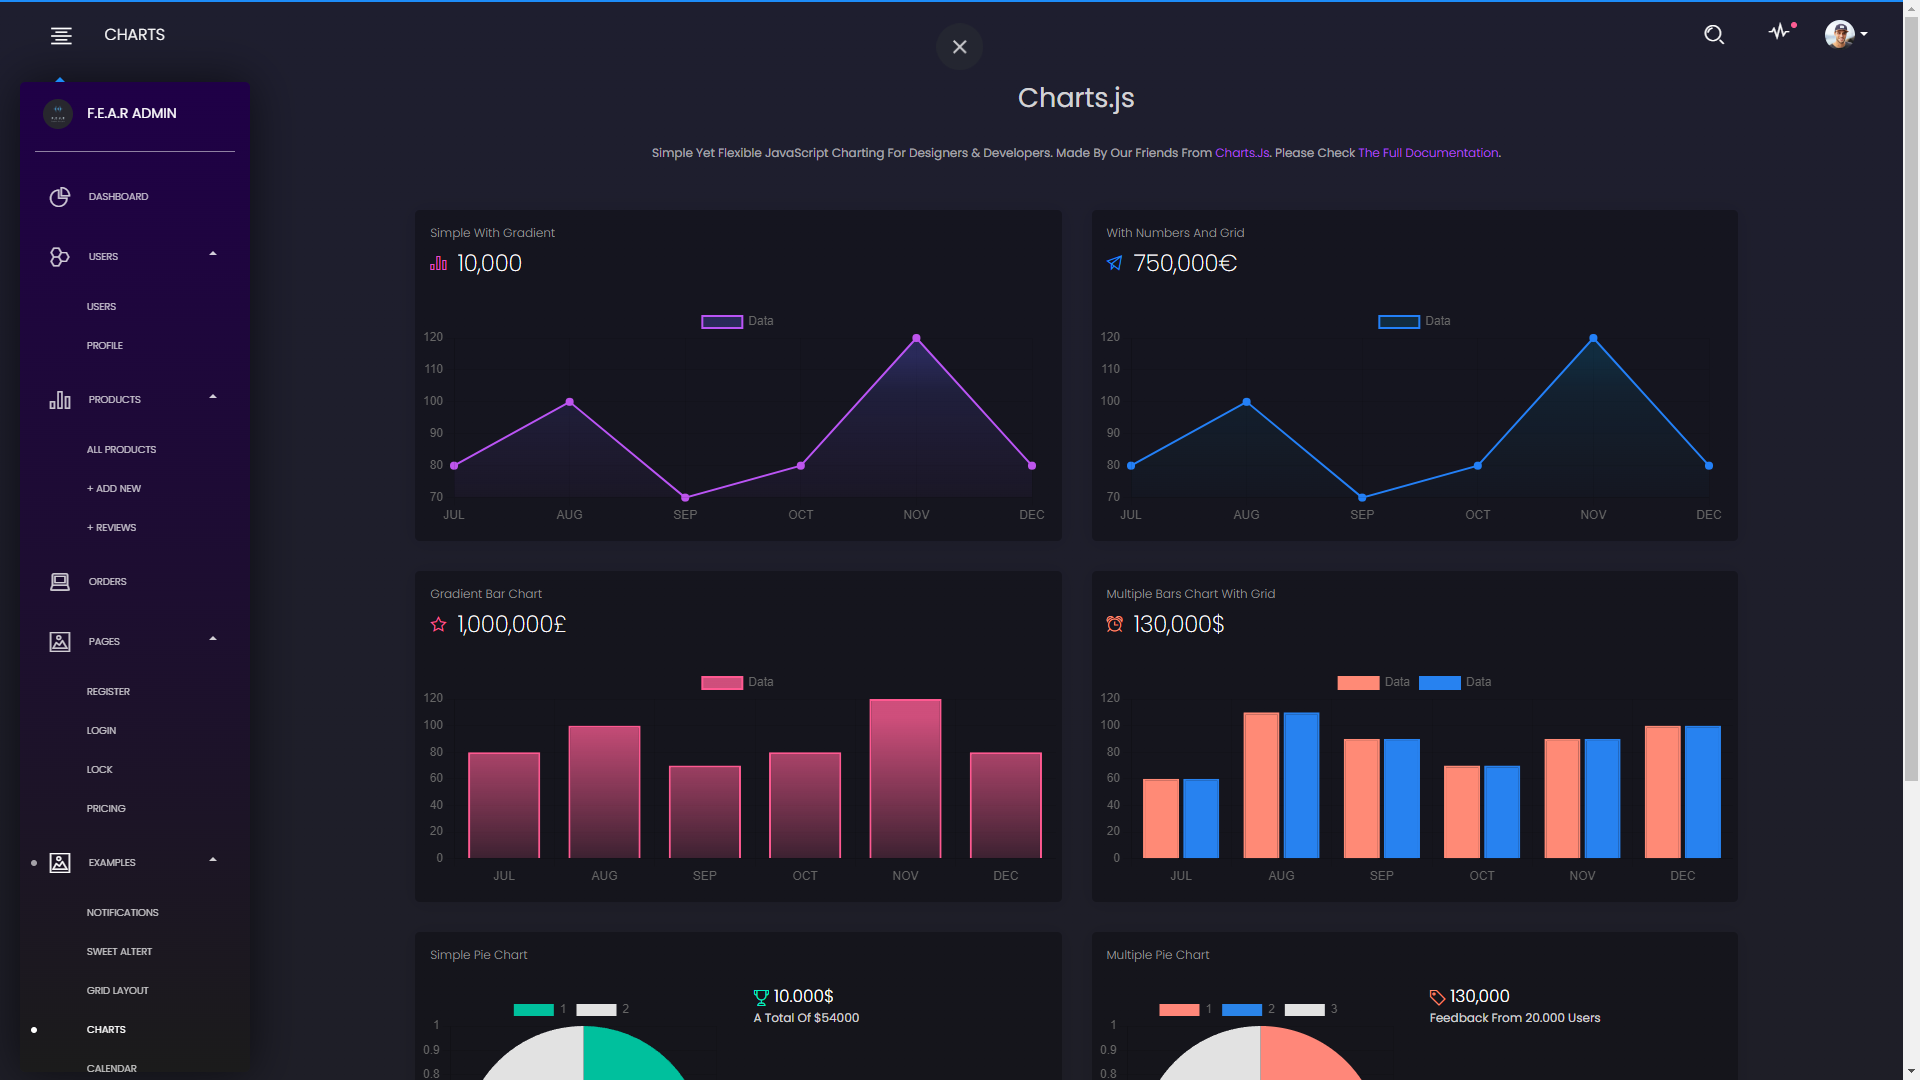 CHARTS
F.E.A.R ADMIN
DASHBOARD
USERS
USERS
PROFILE
PRODUCTS
ALL PRODUCTS
+ ADD NEW
+ REVIEWS
ORDERS
PAGES
REGISTER
LOGIN
LOCK
PRICING
EXAMPLES
NOTIFICATIONS
SWEET ALTERT
GRID LAYOUT
CHARTS
CALENDAR
Charts.js
Simple Yet Flexible JavaScript Charting For Designers & Developers. Made By Our Friends From Charts.Js. Please Check The Full Documentation.
Simple With Gradient
10,000
Data
120
110
100
90
80
70
JUL AUG SEP OCT NOV DEC
With Numbers And Grid
750,000€
Data
120
110
100
90
80
70
JUL AUG SEP OCT NOV DEC
Gradient Bar Chart
1,000,000£
Data
120
100
80
60
40
20
0
JUL AUG SEP OCT NOV DEC
Multiple Bars Chart With Grid
130,000$
Data Data
120
100
80
60
40
20
0
JUL AUG SEP OCT NOV DEC
Simple Pie Chart
10.000$
A Total Of $54000
1 2
1
0.9
0.8
Multiple Pie Chart
130,000
Feedback From 20.000 Users
1 2 3
1
0.9
0.8